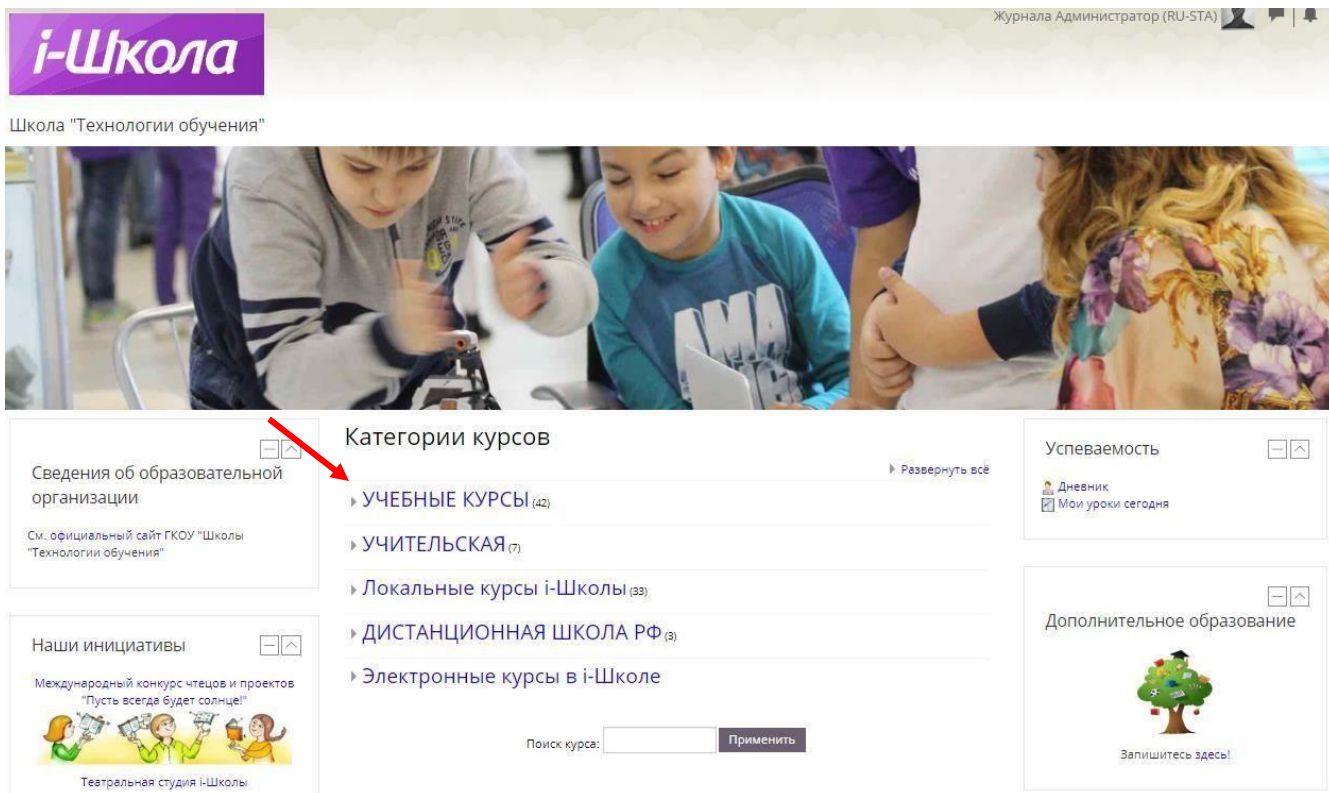 Журнала Администратор (RU-STA)
i-Школа
Школа "Технологии обучения"
AMA
Сведения об образовательной
организации
См. официальный сайт ГКОУ "Школы
"Технологии обучения"
Наши инициативы
Международный конкурс чтецов и проектов
"Пусть всегда будет солнце!"
Театральная студия i-Школы
Категории курсов
Развернуть всё
УЧЕБНЫЕ КУРСЫ (42)
УЧИТЕЛЬСКАЯ (7)
Локальные курсы i-Школы (33)
ДИСТАНЦИОННАЯ ШКОЛА РФ (3)
Электронные курсы в i-Школе
Поиск курса:
Применить
Успеваемость
Дневник
Мои уроки сегодня
Дополнительное образование
Запишитесь здесь!